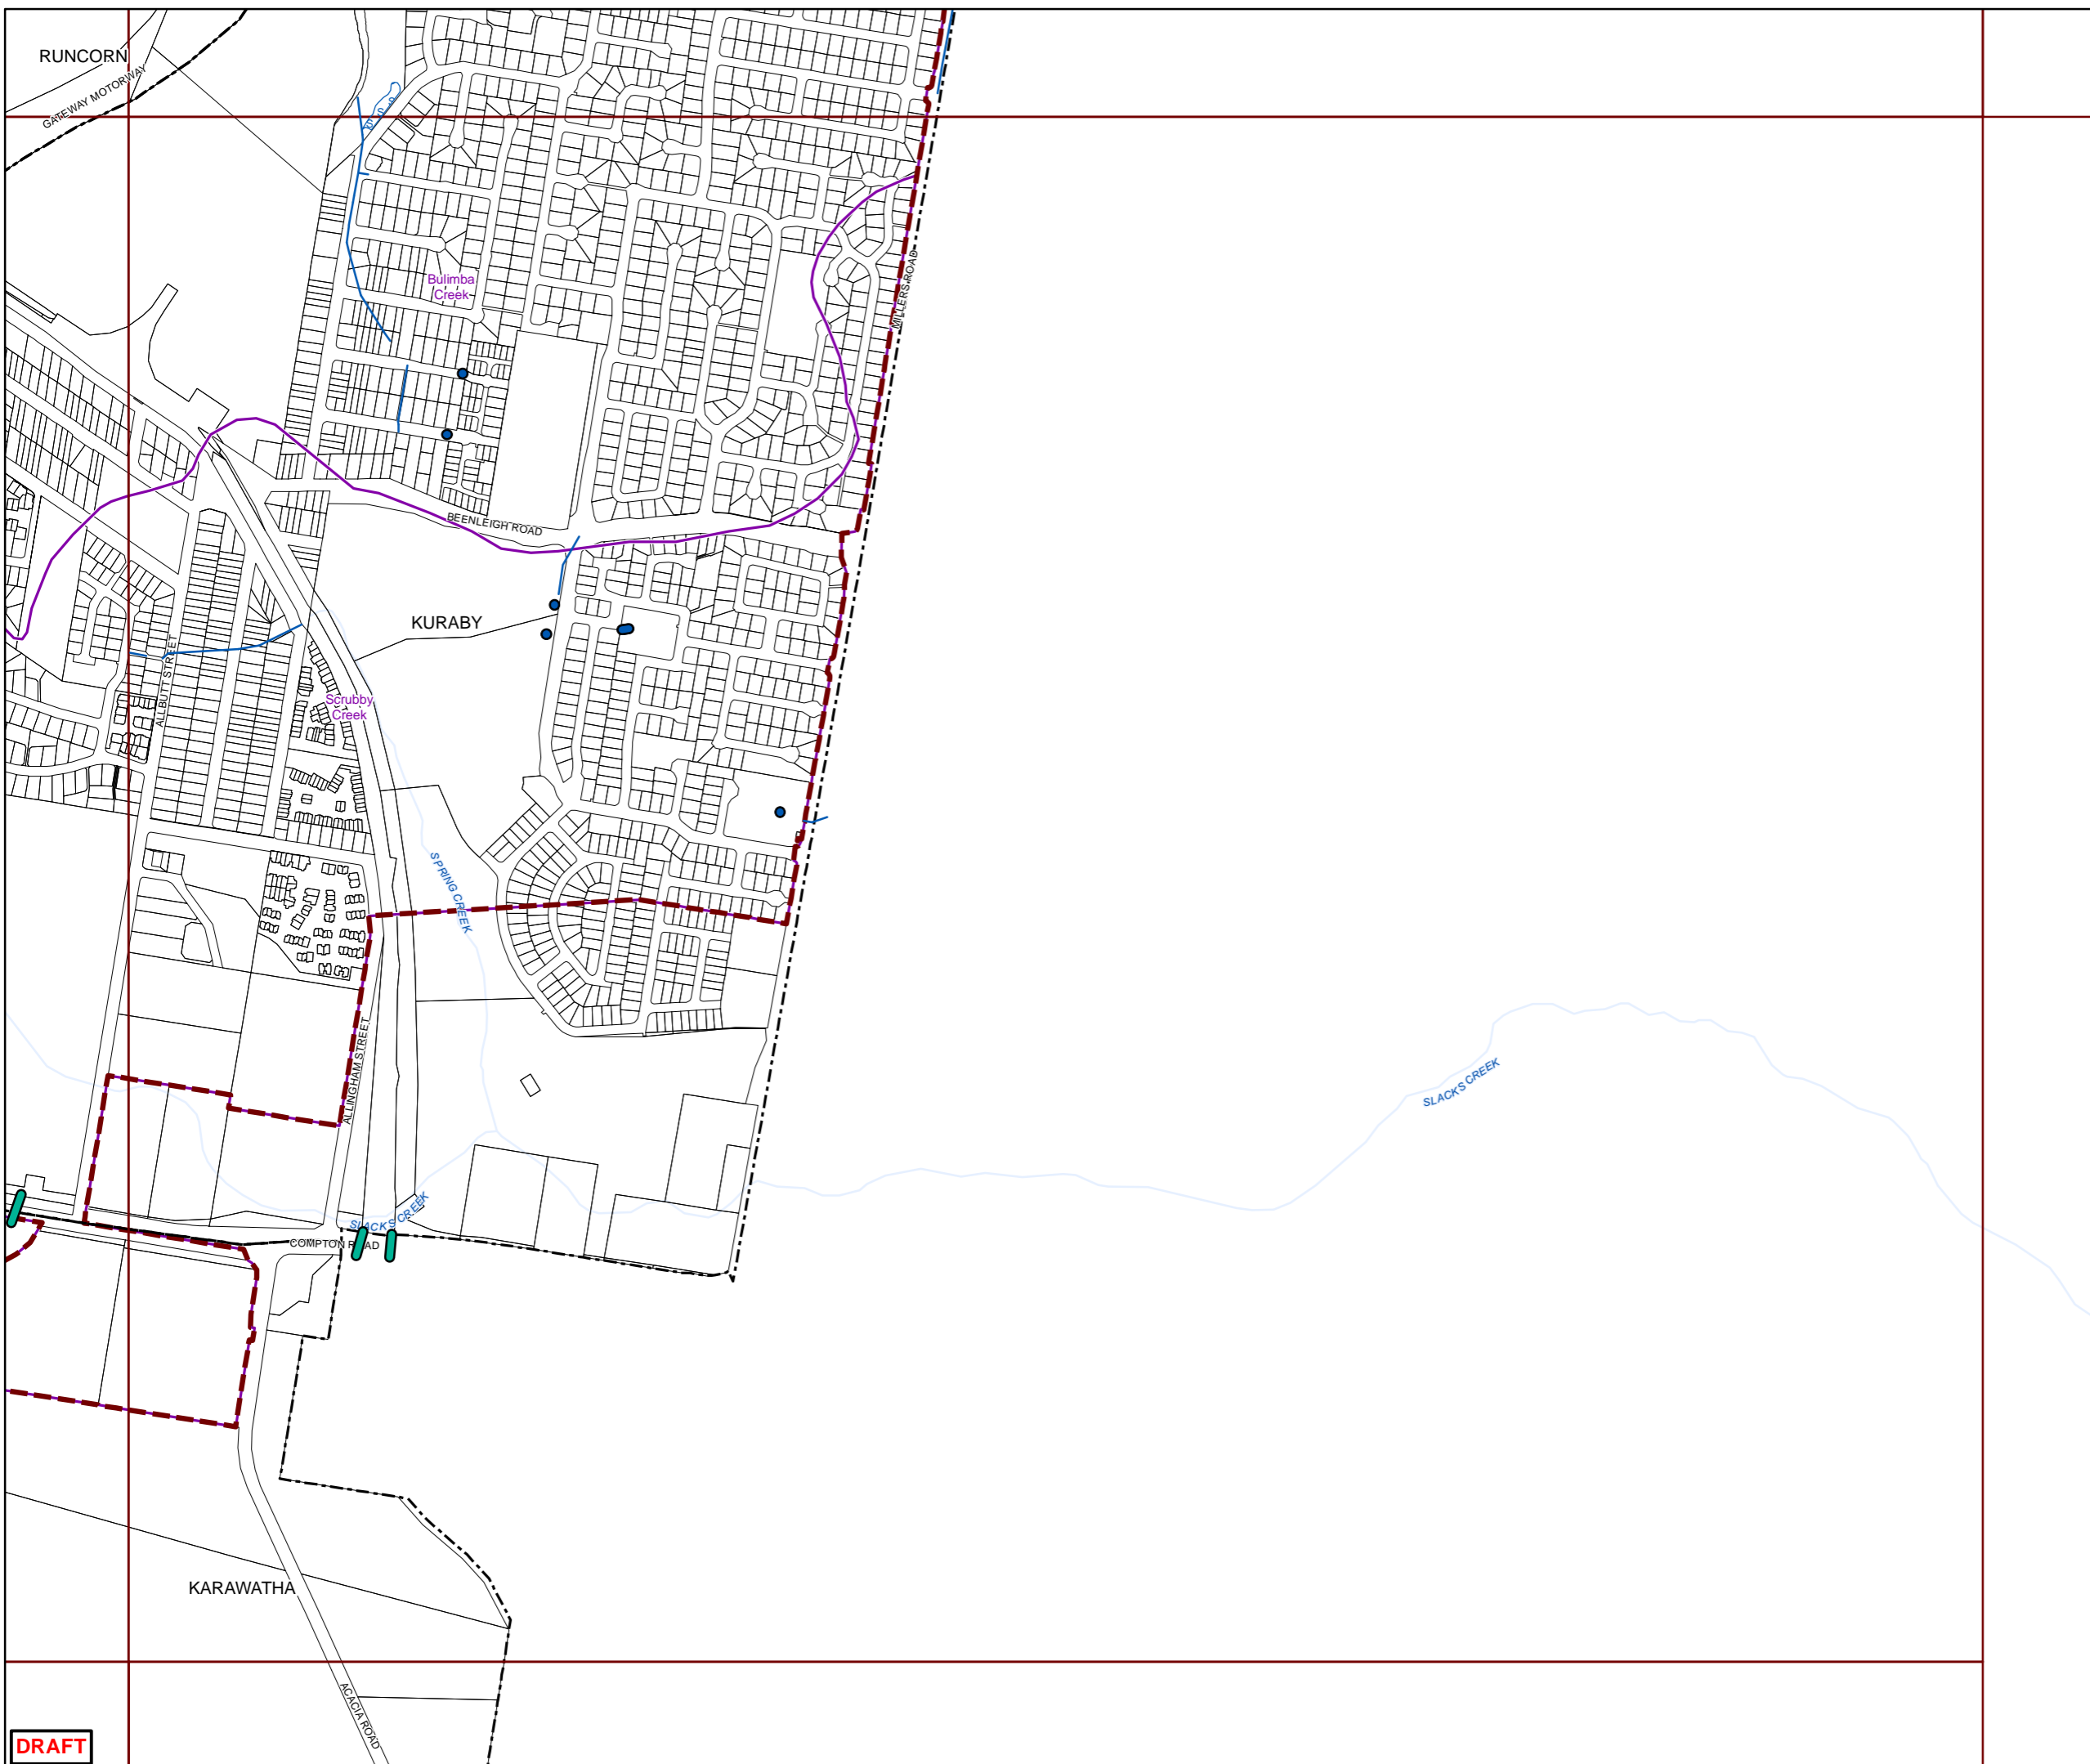 RUNCORN
GATEWAY MOTORWAY
Bulimba
Creek
MILLERS ROAD
BEENLEIGH ROAD
KURABY
ALLBUTT STREET
Scrubby
Creek
SPRING CREEK
ALLINGHAM STREET
SLACKS CREEK
SLACKS CREEK
COMPTON ROAD
KARAWATHA
ACACIA ROAD
DRAFT